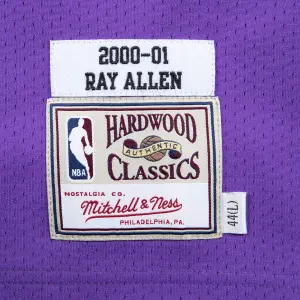 2000-01
RAY ALLEN
NBA
HARDWOOD
AUTHENTIC
CLASSICS
NOSTALGIA CO.
Mitchell & Ness
PHILADELPHIA, PA.
44(L)